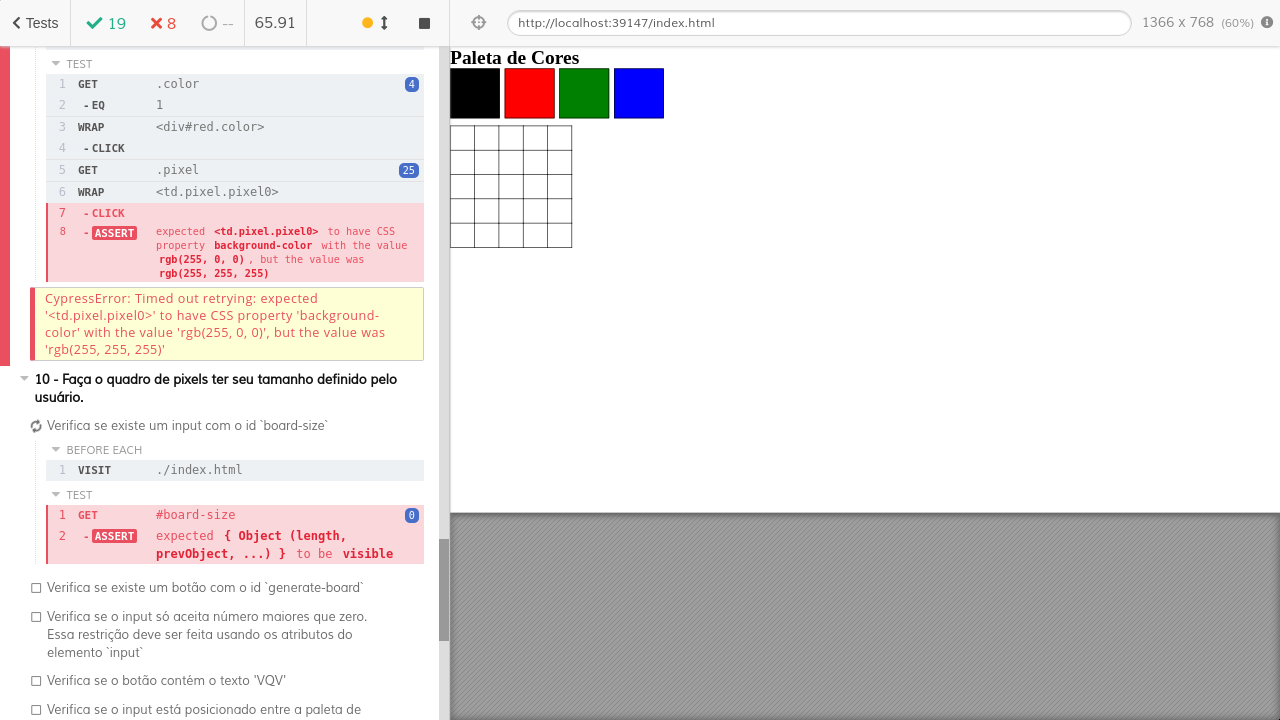 Tests 19 8 -- 65.91 http://localhost:39147/index.html 1366 x 768 (60%)
TEST
1 GET .color 4
2 - EQ 1
3 WRAP <div#red.color>
4 - CLICK
5 GET .pixel 25
6 WRAP <td.pixel.pixel0>
7 - CLICK
8 - ASSERT expected <td.pixel.pixel0> to have CSS
property background-color with the value
rgb(255, 0, 0), but the value was
rgb(255, 255, 255)
CypressError: Timed out retrying: expected
'<td.pixel.pixel0>' to have CSS property 'background-
color' with the value 'rgb(255, 0, 0)', but the value was
'rgb(255, 255, 255)'
10 - Faça o quadro de pixels ter seu tamanho definido pelo
usuário.
Verifica se existe um input com o id `board-size`
BEFORE EACH
1 VISIT ./index.html
TEST
1 GET #board-size 0
2 - ASSERT expected { Object (length,
prevObject, ...) } to be visible
Verifica se existe um botão com o id `generate-board`
Verifica se o input só aceita número maiores que zero.
Essa restrição deve ser feita usando os atributos do
elemento `input`
Verifica se o botão contém o texto 'VQV'
Verifica se o input está posicionado entre a paleta de
Paleta de Cores